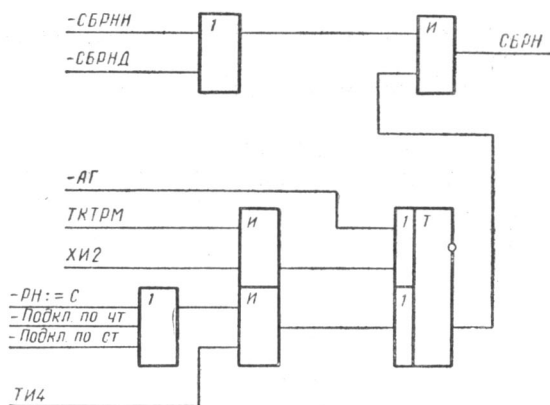 -СБРНН
1
И
СБРН
-СБРНД
-АГ
ТКТРМ
И
1
Т
ХИ2
-РН:= С
1
И
1
-Подкл. по чт
-Подкл. по ст
ТИ4